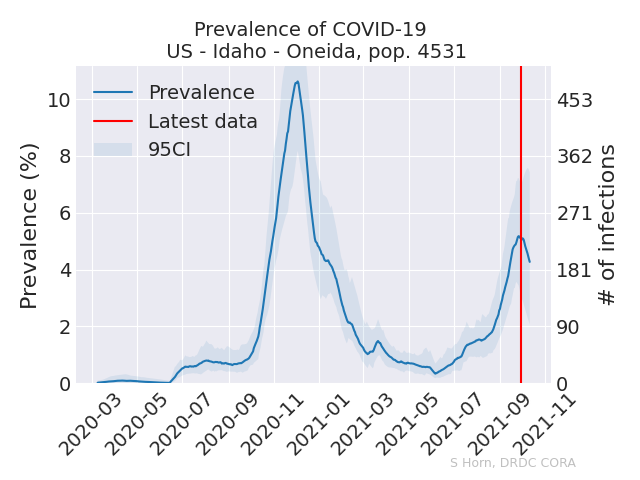 Prevalence of COVID-19
US - Idaho - Oneida, pop. 4531
Prevalence
Latest data
95CI
Prevalence (%)
10
8
6
4
2
0
453
362
271
181
90
0
# of infections
2020-03
2020-05
2020-07
2020-09
2020-11
2021-01
2021-03
2021-05
2021-07
2021-09
2021-11
S Horn, DRDC CORA